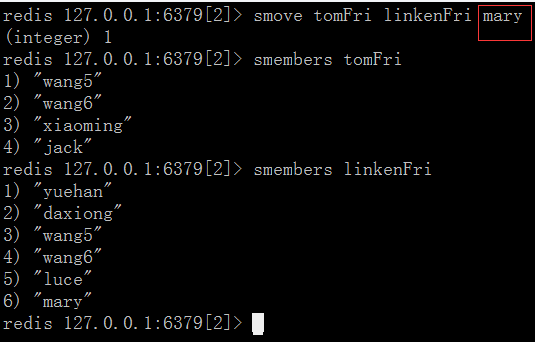 redis 127.0.0.1:6379[2]> smove tomFri linkenFri mary
(integer) 1
redis 127.0.0.1:6379[2]> smembers tomFri
1) "wang5"
2) "wang6"
3) "xiaoming"
4) "jack"
redis 127.0.0.1:6379[2]> smembers linkenFri
1) "yuehan"
2) "daxiong"
3) "wang5"
4) "wang6"
5) "luce"
6) "mary"
redis 127.0.0.1:6379[2]>